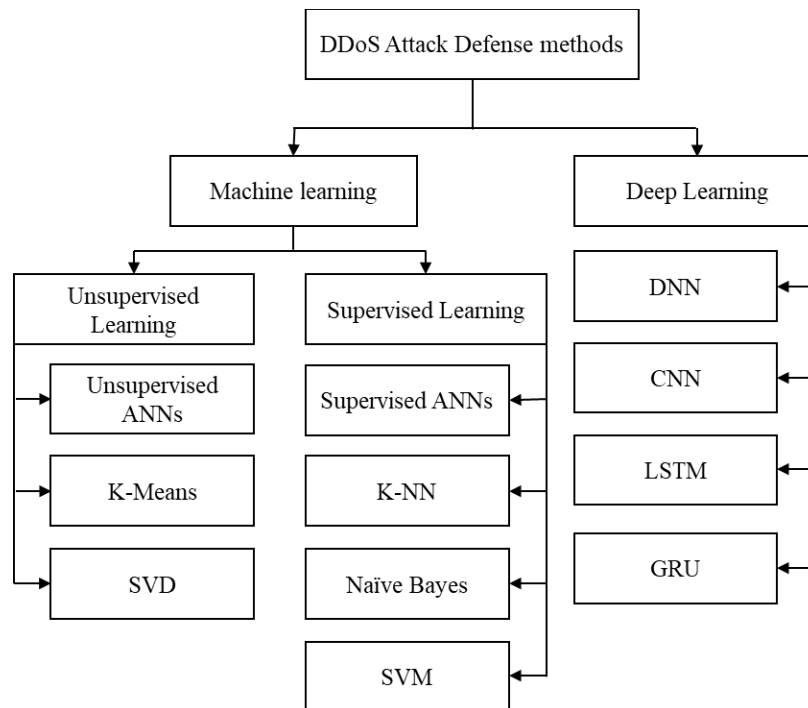 DDoS Attack Defense methods
Machine learning
Deep Learning
Unsupervised
Learning
Supervised Learning
DNN
Unsupervised
ANNs
Supervised ANNs
CNN
K-Means
K-NN
LSTM
SVD
Naïve Bayes
GRU
SVM